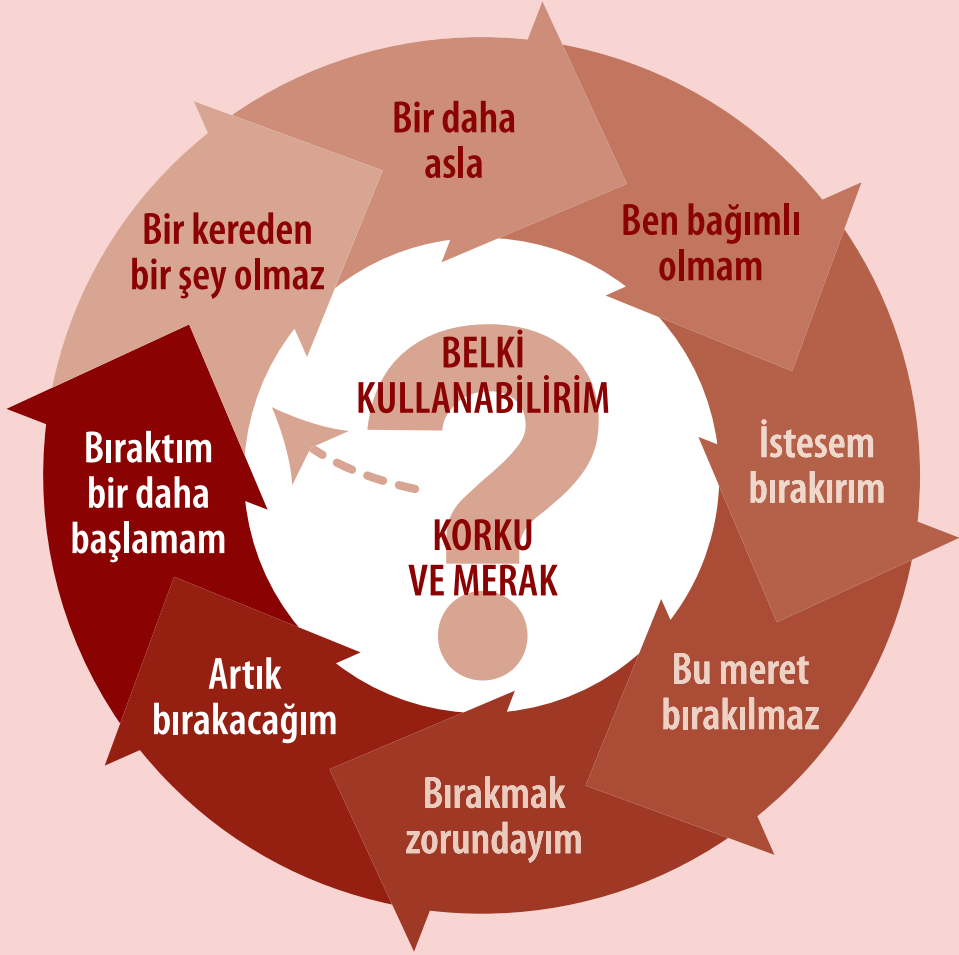 BELKİ
KULLANABİLİRİM
KORKU
VE MERAK
Bir kereden
bir şey olmaz
Bir daha
asla
Ben bağımlı
olmam
İstesem
bırakırım
Bu meret
bırakılmaz
Bırakmak
zorundayım
Artık
bırakacağım
Bıraktım
bir daha
başlamam